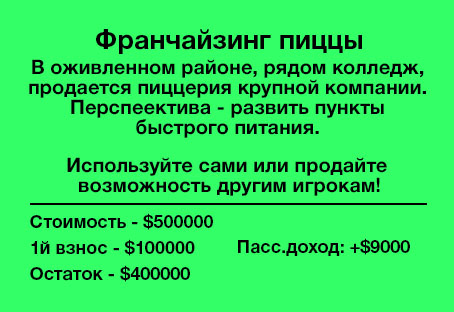 Франчайзинг пиццы
В оживленном районе, рядом колледж,
продается пиццерия крупной компании.
Перспеектива - развить пункты
быстрого питания.
Используйте сами или продайте
возможность другим игрокам!
Стоимость - $500000
1й взнос - $100000 Пасс.доход: +$9000
Остаток - $400000